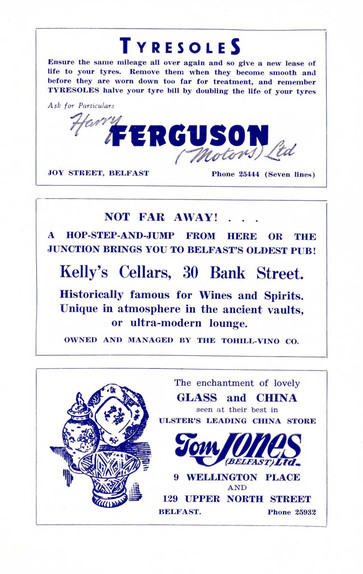 TYRESOLES
Ensure the same mileage all over again and so give a new lease of
life to your tyres. Remove them when they become smooth and
before they are worn down too far for treatment, and remember
TYRESOLES halve your tyre bill by doubling the life of your tyres
Ask for Particulars
Harry
FERGUSON
(Motors) Ltd
JOY STREET, BELFAST Phone 25444 (Seven lines)
NOT FAR AWAY! . . .
A HOP-STEP-AND-JUMP FROM HERE OR THE
JUNCTION BRINGS YOU TO BELFAST'S OLDEST PUB!
Kelly's Cellars, 30 Bank Street.
Historically famous for Wines and Spirits.
Unique in atmosphere in the ancient vaults,
or ultra-modern lounge.
OWNED AND MANAGED BY THE TOHILL-VINO CO.
The enchantment of lovely
GLASS and CHINA
seen at their best in
ULSTER'S LEADING CHINA STORE
Tom JONES
(BELFAST) Ltd.
9 WELLINGTON PLACE
AND
129 UPPER NORTH STREET
BELFAST. Phone 25932